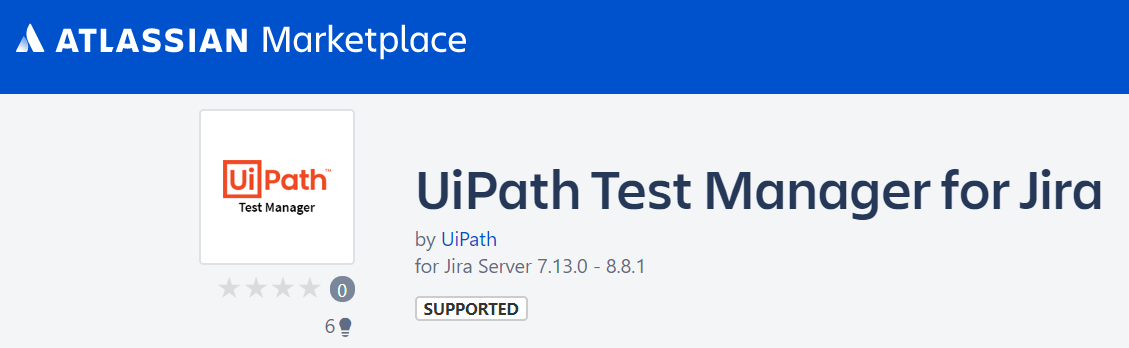 ATLASSIAN Marketplace
UiPath™
Test Manager
0
6
UiPath Test Manager for Jira
by UiPath
for Jira Server 7.13.0 - 8.8.1
SUPPORTED